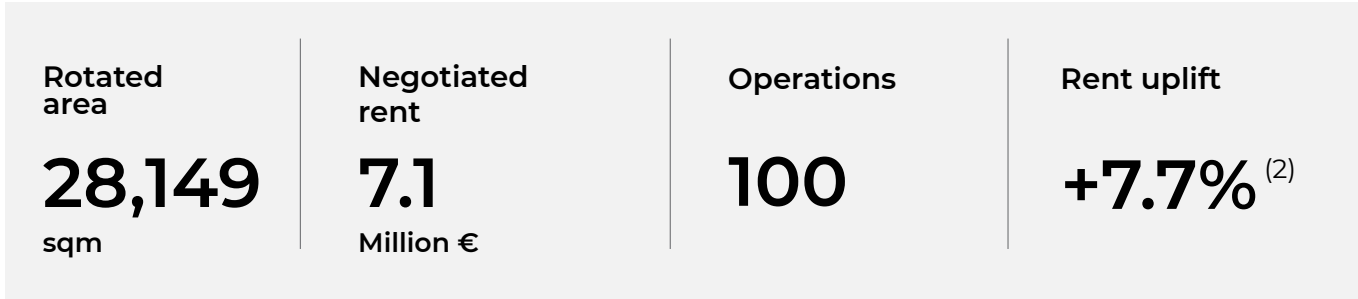 Rotated
area
28,149
sqm
Negotiated
rent
7.1
Million €
Operations
100
Rent uplift
+7.7% (2)